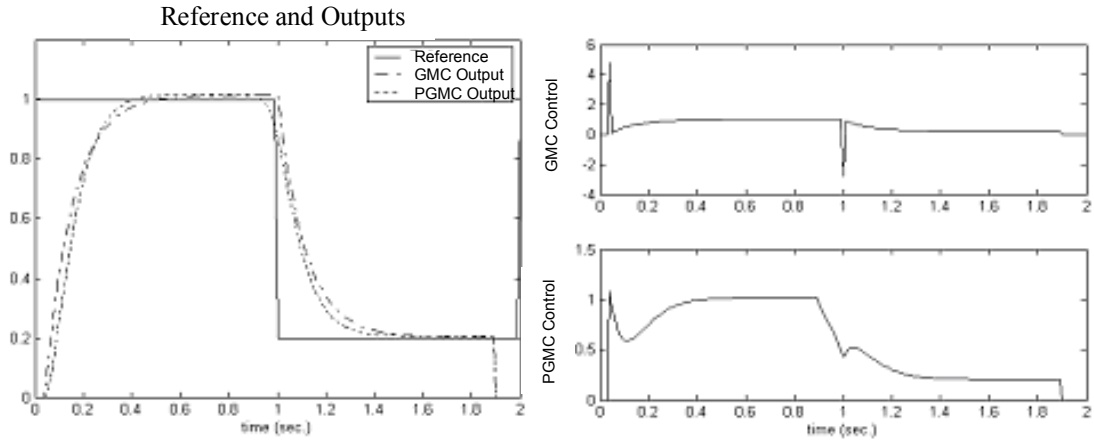 Reference and Outputs
Reference
GMC Output
PGMC Output
1
0.8
0.6
0.4
0.2
0
0 0.2 0.4 0.6 0.8 1 1.2 1.4 1.6 1.8 2
time (sec.)
GMC Control
6
4
2
0
-2
-4
0 0.2 0.4 0.6 0.8 1 1.2 1.4 1.6 1.8 2
PGMC Control
1.5
1
0.5
0
0 0.2 0.4 0.6 0.8 1 1.2 1.4 1.6 1.8 2
time (sec.)